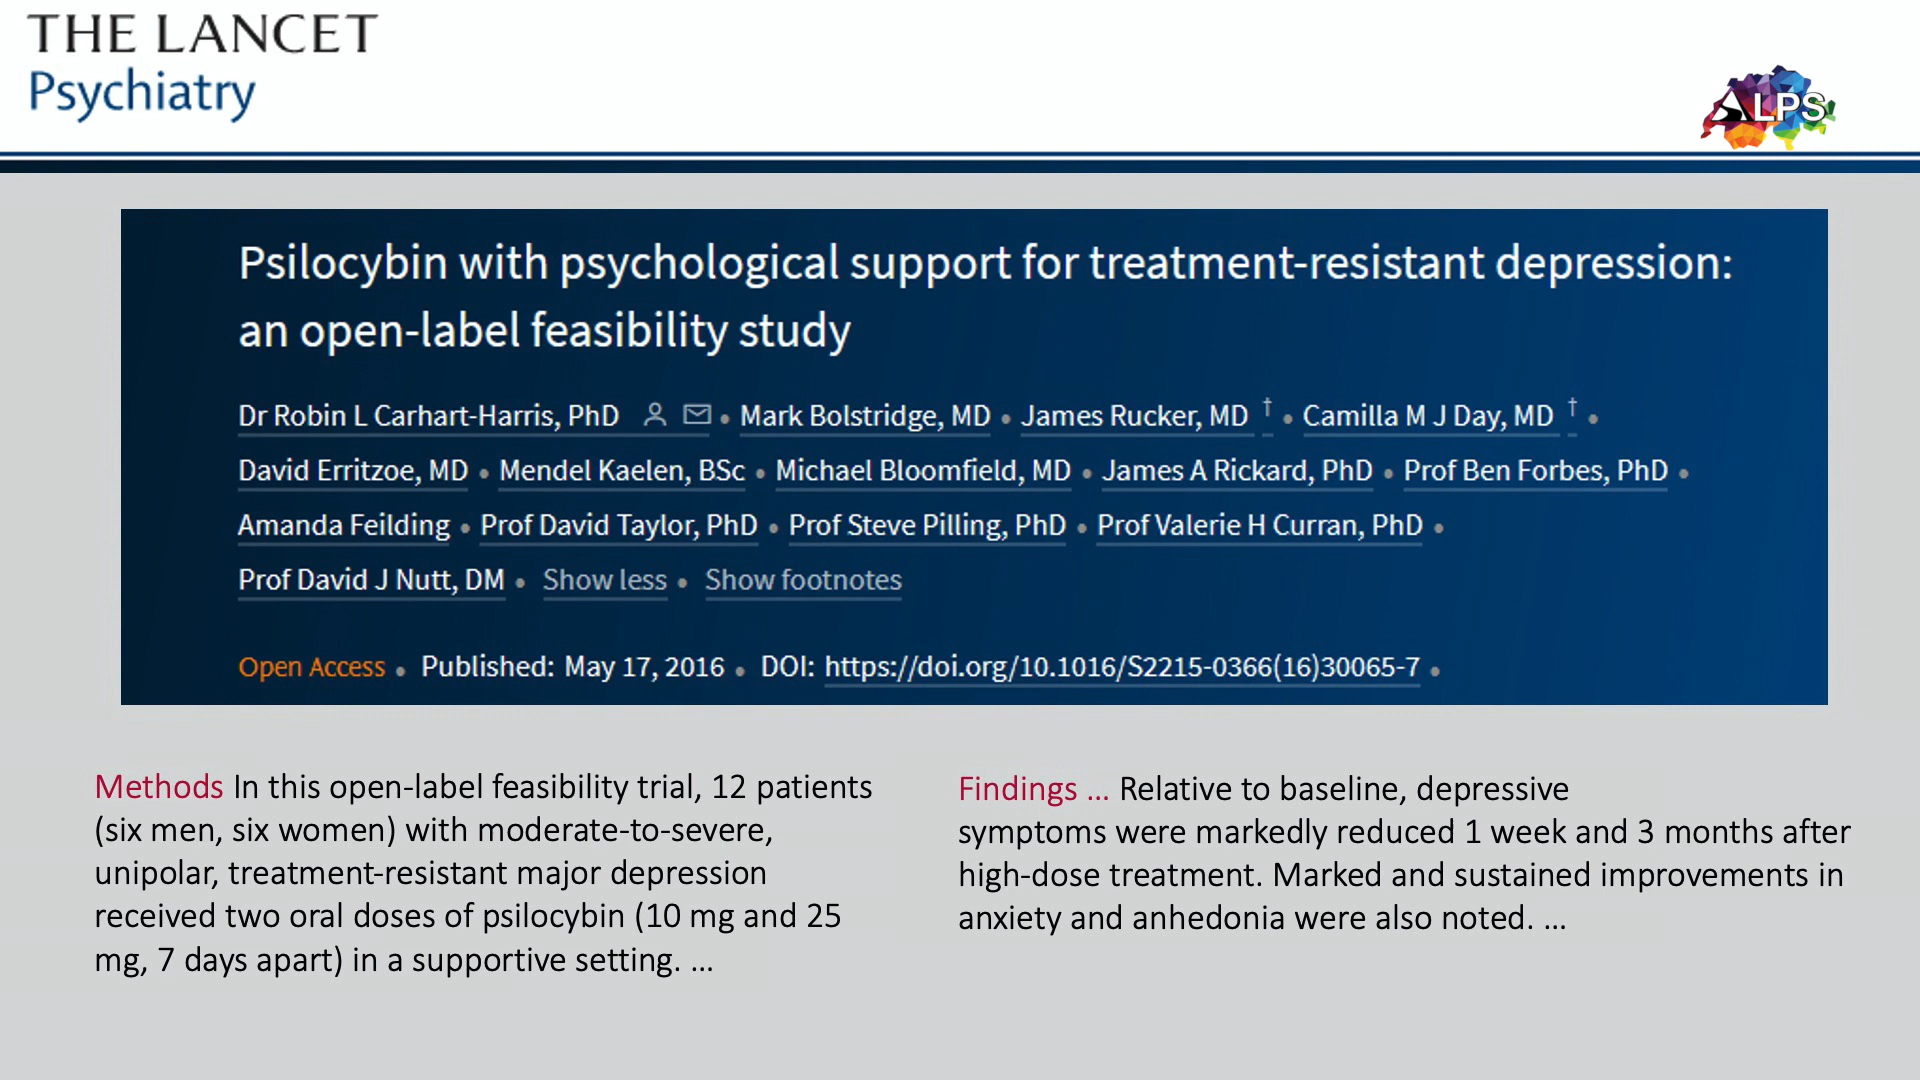 THE LANCET
Psychiatry
ALPS
Psilocybin with psychological support for treatment-resistant depression:
an open-label feasibility study
Dr Robin L Carhart-Harris, PhD • Mark Bolstridge, MD • James Rucker, MD † • Camilla M J Day, MD † •
David Erritzoe, MD • Mendel Kaelen, BSc • Michael Bloomfield, MD • James A Rickard, PhD • Prof Ben Forbes, PhD •
Amanda Feilding • Prof David Taylor, PhD • Prof Steve Pilling, PhD • Prof Valerie H Curran, PhD •
Prof David J Nutt, DM • Show less • Show footnotes
Open Access • Published: May 17, 2016 • DOI: https://doi.org/10.1016/S2215-0366(16)30065-7 •
Methods In this open-label feasibility trial, 12 patients
(six men, six women) with moderate-to-severe,
unipolar, treatment-resistant major depression
received two oral doses of psilocybin (10 mg and 25
mg, 7 days apart) in a supportive setting. ...
Findings ... Relative to baseline, depressive
symptoms were markedly reduced 1 week and 3 months after
high-dose treatment. Marked and sustained improvements in
anxiety and anhedonia were also noted. ...